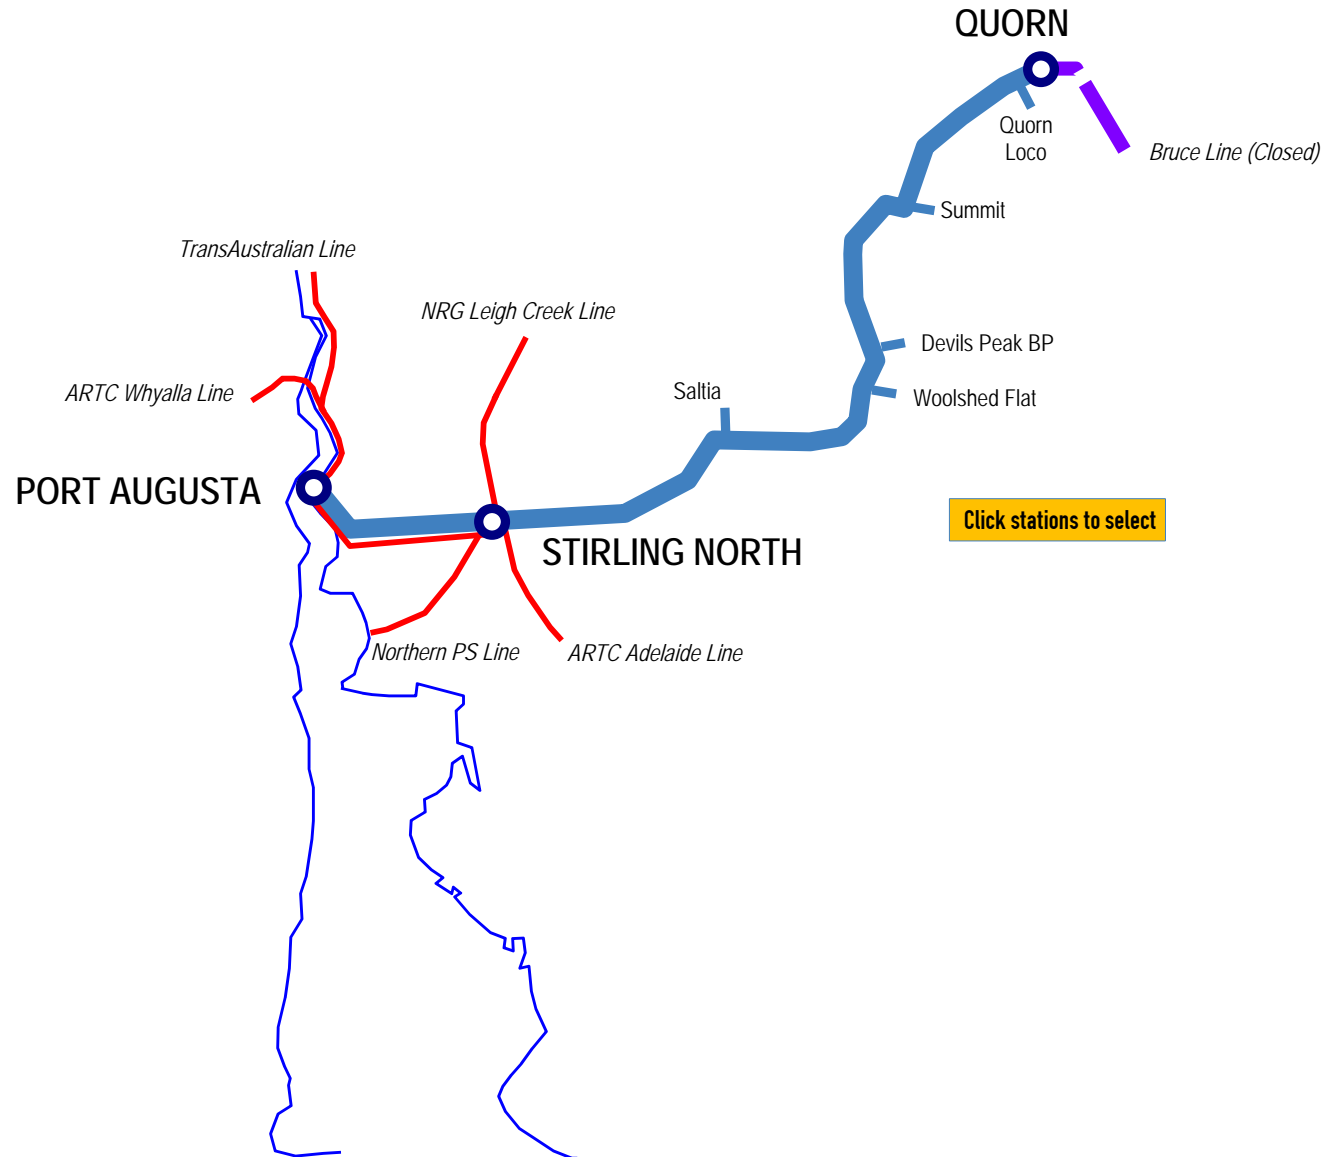 QUORN
Quorn
Loco
Bruce Line (Closed)
Summit
TransAustralian Line
NRG Leigh Creek Line
Devils Peak BP
ARTC Whyalla Line
Saltia
Woolshed Flat
PORT AUGUSTA
Click stations to select
STIRLING NORTH
Northern PS Line
ARTC Adelaide Line